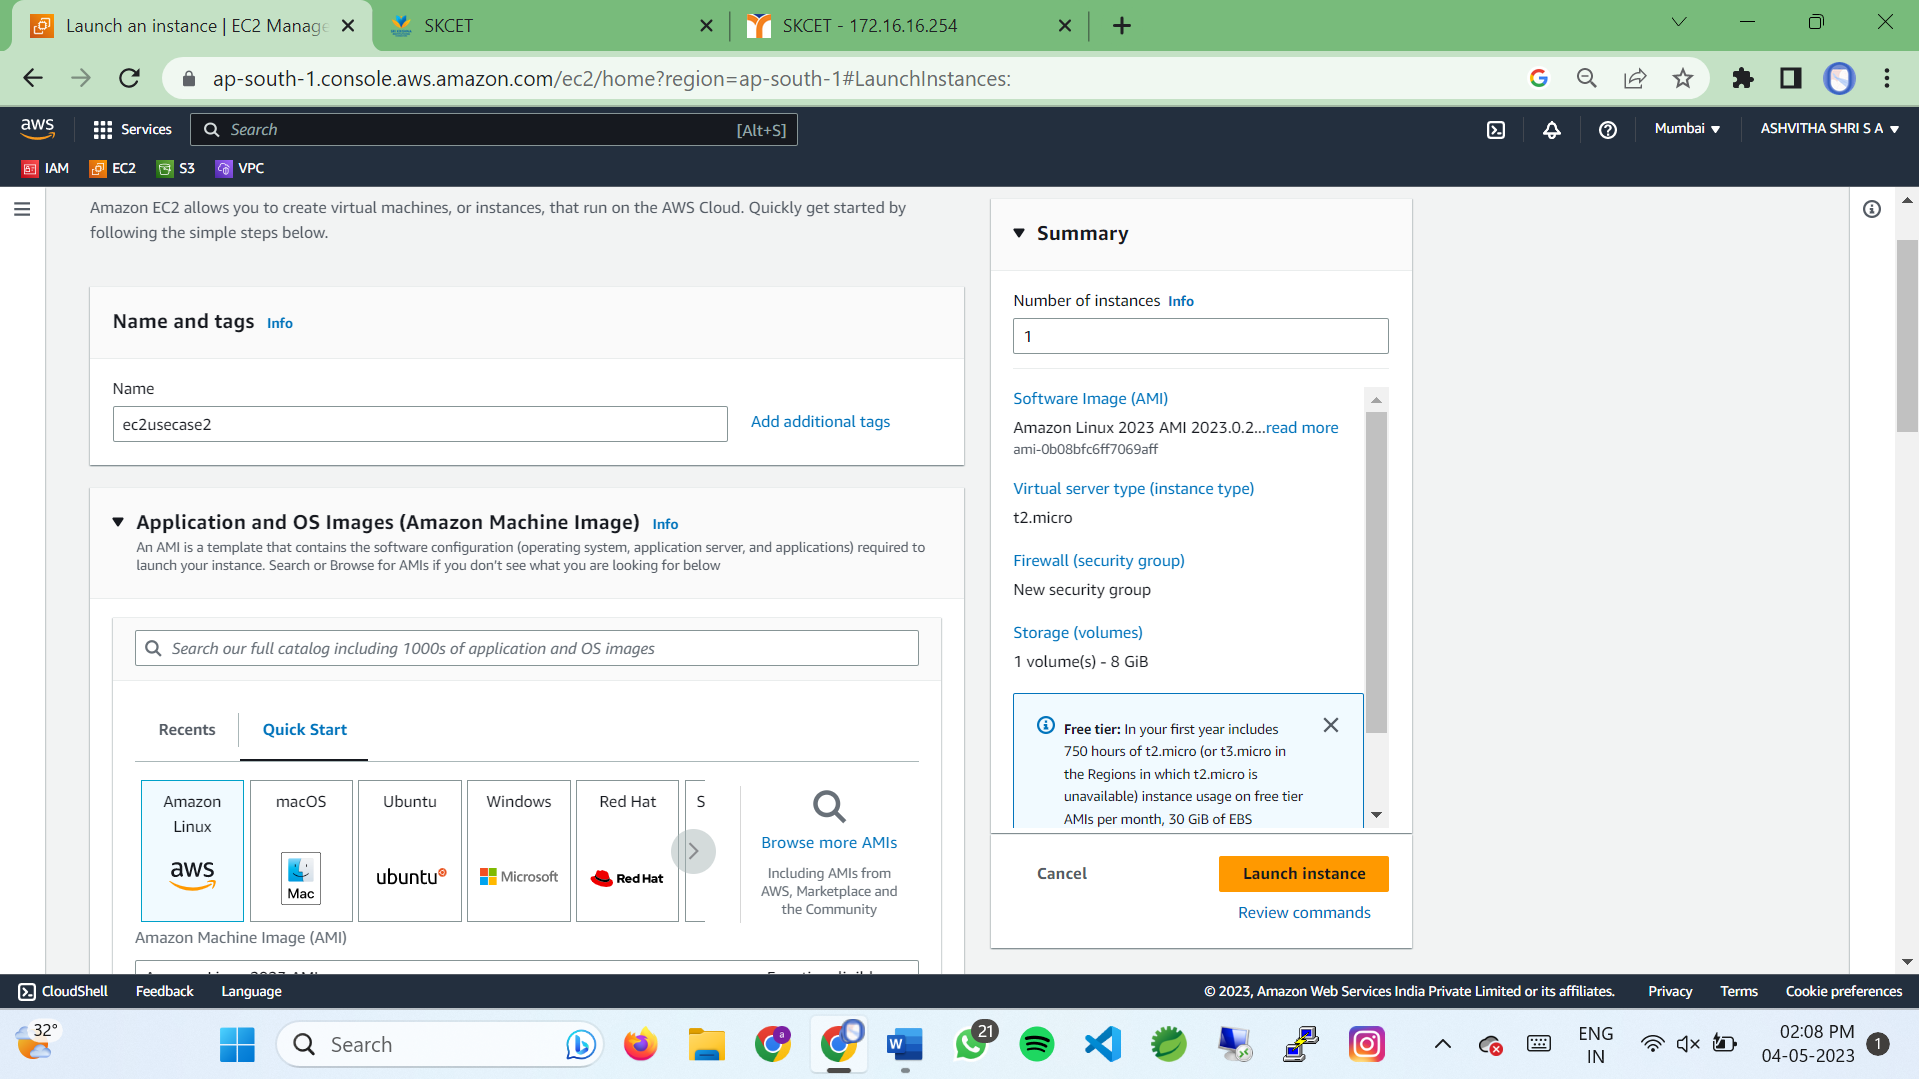 Launch an instance | EC2 Manage
SKCET
SKCET - 172.16.16.254
ap-south-1.console.aws.amazon.com/ec2/home?region=ap-south-1#LaunchInstances:
aws
Services
Search
[Alt+S]
Mumbai
ASHVITHA SHRI S A
IAM
EC2
S3
VPC
Amazon EC2 allows you to create virtual machines, or instances, that run on the AWS Cloud. Quickly get started by
following the simple steps below.
Name and tags Info
Name
ec2usecase2
Add additional tags
Application and OS Images (Amazon Machine Image) Info
An AMI is a template that contains the software configuration (operating system, application server, and applications) required to
launch your instance. Search or Browse for AMIs if you don't see what you are looking for below
Search our full catalog including 1000s of application and OS images
Recents
Quick Start
Amazon
Linux
aws
macOS
Mac
Ubuntu
ubuntu
Windows
Microsoft
Red Hat
Red Hat
S
Browse more AMIs
Including AMIs from
AWS, Marketplace and
the Community
Amazon Machine Image (AMI)
Summary
Number of instances Info
1
Software Image (AMI)
Amazon Linux 2023 AMI 2023.0.2...read more
ami-0b08bfc6ff7069aff
Virtual server type (instance type)
t2.micro
Firewall (security group)
New security group
Storage (volumes)
1 volume(s) - 8 GiB
Free tier: In your first year includes
750 hours of t2.micro (or t3.micro in
the Regions in which t2.micro is
unavailable) instance usage on free tier
AMIs per month, 30 GiB of EBS
Cancel
Launch instance
Review commands
CloudShell
Feedback
Language
© 2023, Amazon Web Services India Private Limited or its affiliates.
Privacy
Terms
Cookie preferences
32°
Search
a
W
21
ENG
IN
02:08 PM
04-05-2023
1